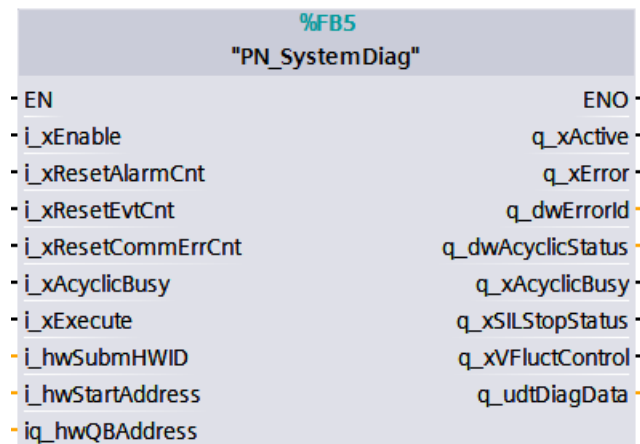 %FB5
"PN_SystemDiag"
EN ENO
i_xEnable q_xActive
i_xResetAlarmCnt q_xError
i_xResetEvtCnt q_dwErrorId
i_xResetCommErrCnt q_dwAcyclicStatus
i_xAcyclicBusy q_xAcyclicBusy
i_xExecute q_xSILStopStatus
i_hwSubmHWID q_xVFluctControl
i_hwStartAddress q_udtDiagData
iq_hwQBAddress